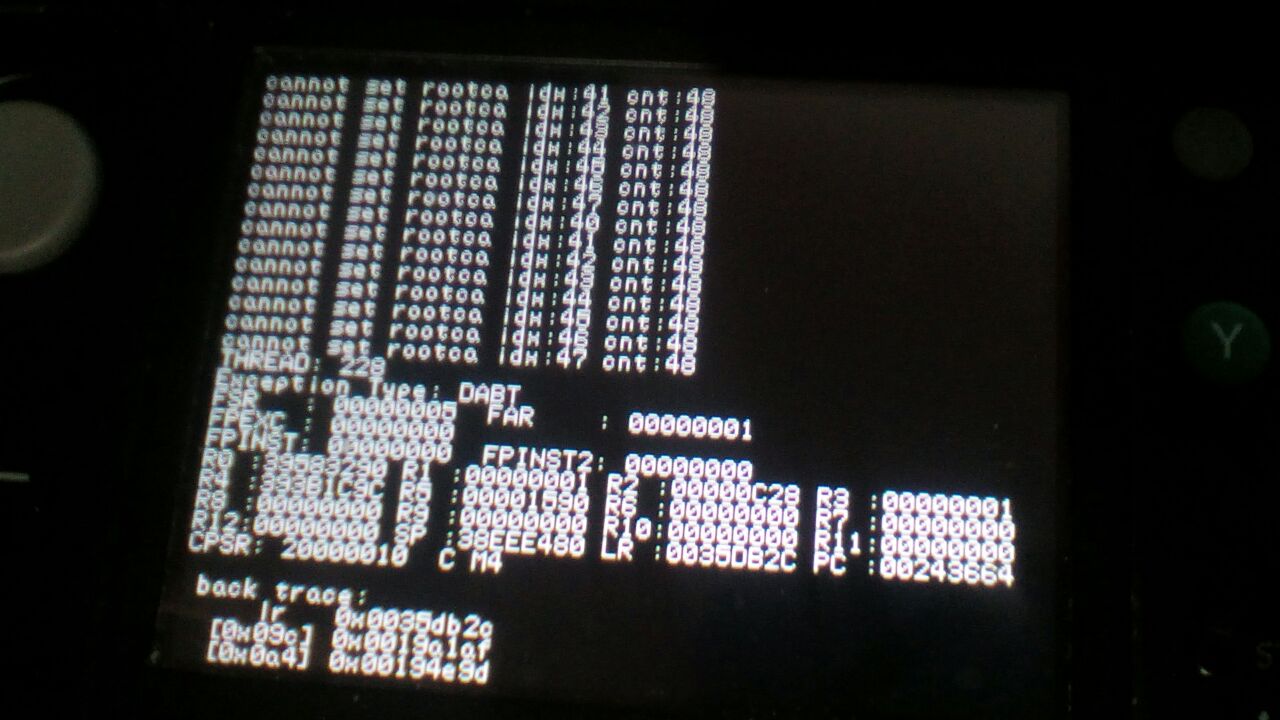 cannot set rootca idx:41 cnt:48
cannot set rootca idx:42 cnt:48
cannot set rootca idx:43 cnt:48
cannot set rootca idx:44 cnt:48
cannot set rootca idx:45 cnt:48
cannot set rootca idx:46 cnt:48
cannot set rootca idx:47 cnt:48
cannot set rootca idx:40 cnt:48
cannot set rootca idx:41 cnt:48
cannot set rootca idx:42 cnt:48
cannot set rootca idx:43 cnt:48
cannot set rootca idx:44 cnt:48
cannot set rootca idx:45 cnt:48
cannot set rootca idx:46 cnt:48
cannot set rootca idx:47 cnt:48
THREAD: 228
Exception Type: DABT
FSR : 00000005 FAR : 00000001
FPEXC : 00000000
FPINST: 00000000 FPINST2: 00000000
R0 :39583290 R1 :00000001 R2 :00000C28 R3 :00000001
R4 :393B1C3C R5 :00001590 R6 :00000000 R7 :00000000
R8 :00000000 R9 :00000000 R10:00000000 R11:00000000
R12:00000000 SP :38EEE480 LR :0035DB2C PC :00243664
CPSR: 20000010 C M4
back trace:
lr 0x0035db2c
[0x09c] 0x0019a1af
[0x0a4] 0x00194e9d
Y
S